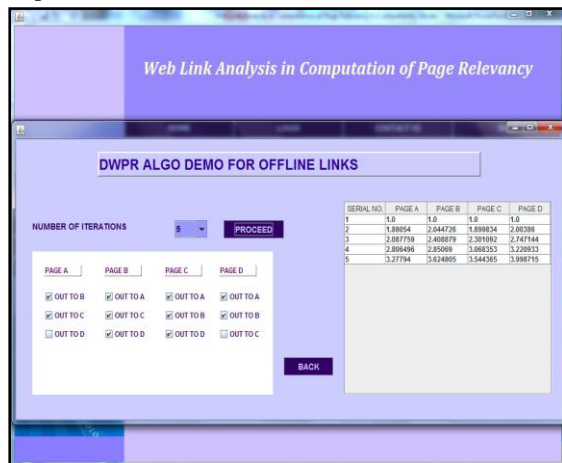 Web Link Analysis in Computation of Page Relevancy
HOME LOGIN CONTACT US
DWPR ALGO DEMO FOR OFFLINE LINKS
NUMBER OF ITERATIONS 5 PROCEED
PAGE A PAGE B PAGE C PAGE D
OUT TO B OUT TO A OUT TO A OUT TO A
OUT TO C OUT TO C OUT TO B OUT TO B
OUT TO D OUT TO D OUT TO D OUT TO C
SERIAL NO. PAGE A PAGE B PAGE C PAGE D
1 1.0 1.0 1.0 1.0
2 1.88054 2.044726 1.899834 2.00386
3 2.087759 2.408879 2.301092 2.747144
4 2.806496 2.85069 3.068353 3.220933
5 3.27794 3.624805 3.544365 3.998715
BACK